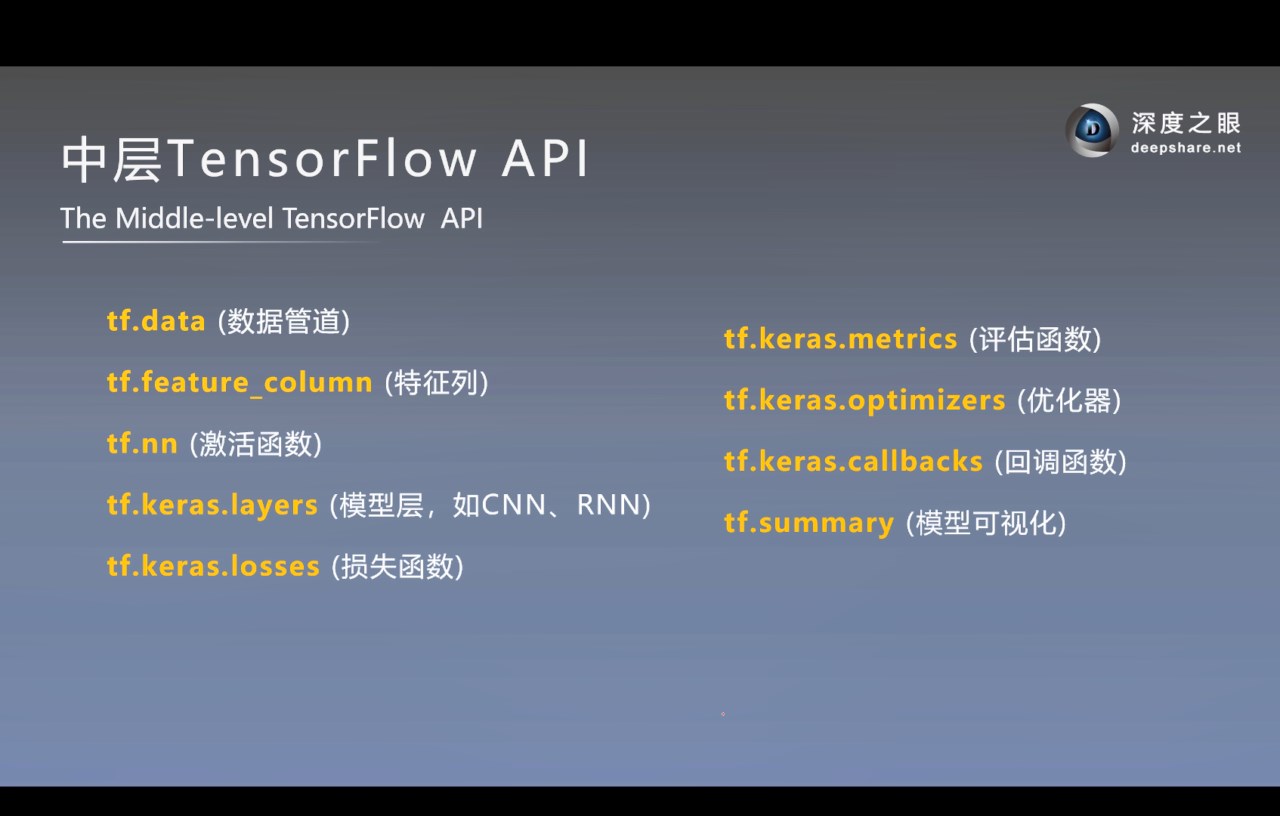 深度之眼
deepshare.net
中层TensorFlow API
The Middle-level TensorFlow API
tf.data (数据管道)
tf.feature_column (特征列)
tf.nn (激活函数)
tf.keras.layers (模型层，如CNN、RNN)
tf.keras.losses (损失函数)
tf.keras.metrics (评估函数)
tf.keras.optimizers (优化器)
tf.keras.callbacks (回调函数)
tf.summary (模型可视化)